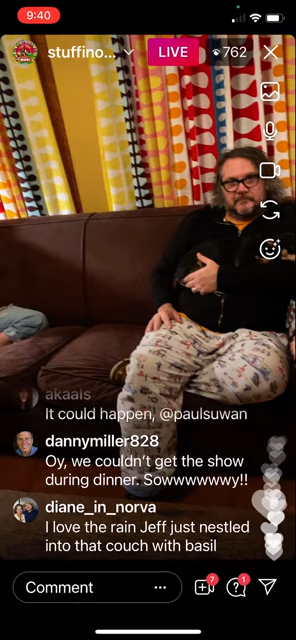 9:40
stuffino...
LIVE
762
akaals
It could happen, @paulsuwan
dannymiller828
Oy, we couldn't get the show
during dinner. Sowwwwwwy!!
diane_in_norva
I love the rain Jeff just nestled
into that couch with basil
Comment
7
1